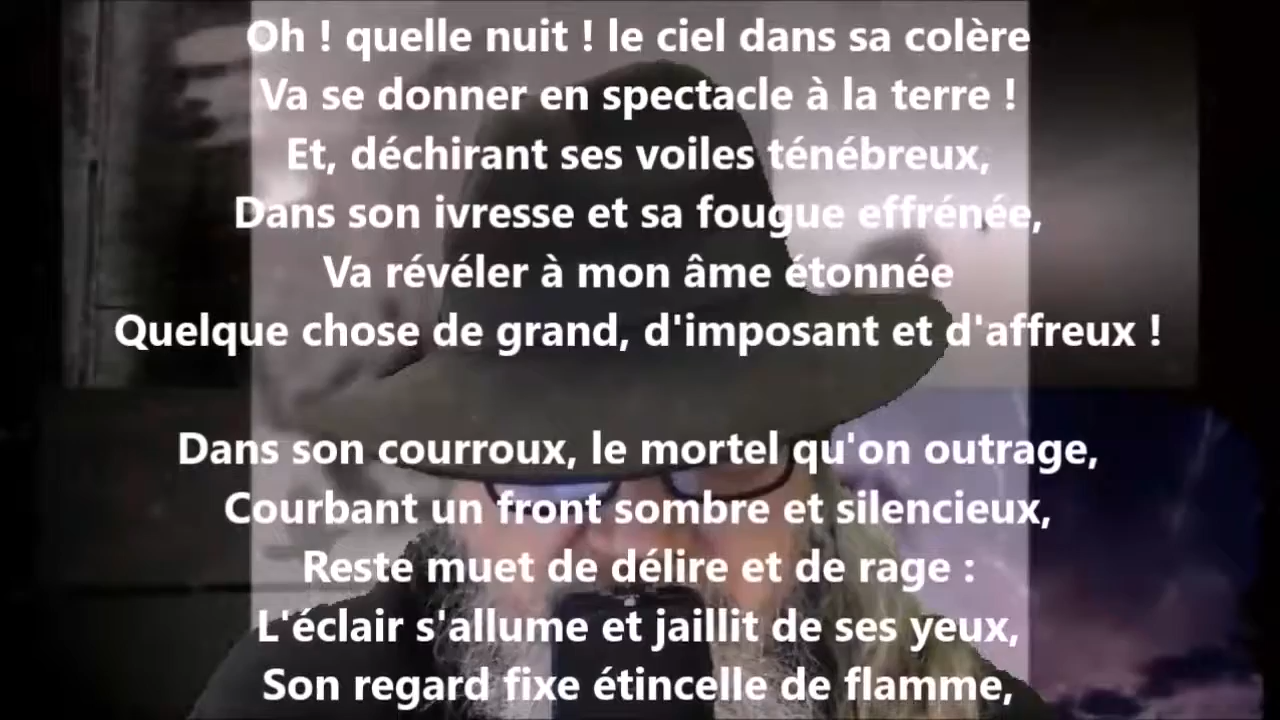 Oh ! quelle nuit ! le ciel dans sa colère
Va se donner en spectacle à la terre !
Et, déchirant ses voiles ténébreux,
Dans son ivresse et sa fougue effrénée,
Va révéler à mon âme étonnée
Quelque chose de grand, d'imposant et d'affreux !
Dans son courroux, le mortel qu'on outrage,
Courbant un front sombre et silencieux,
Reste muet de délire et de rage :
L'éclair s'allume et jaillit de ses yeux,
Son regard fixe étincelle de flamme,